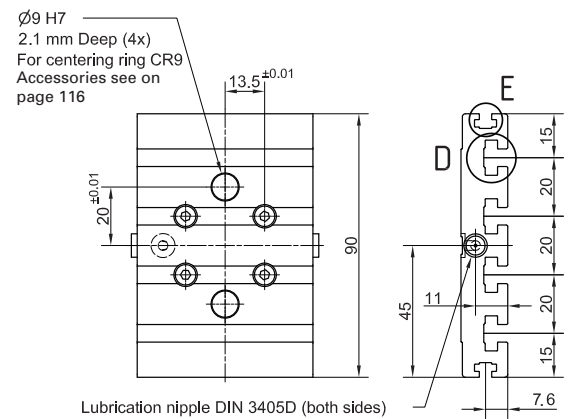 Ø9 H7
2.1 mm Deep (4x)
For centering ring CR9
Accessories see on
page 116
13.5±0.01
E
D
15
20±0.01
20
90
20
45
11
20
15
7.6
Lubrication nipple DIN 3405D (both sides)